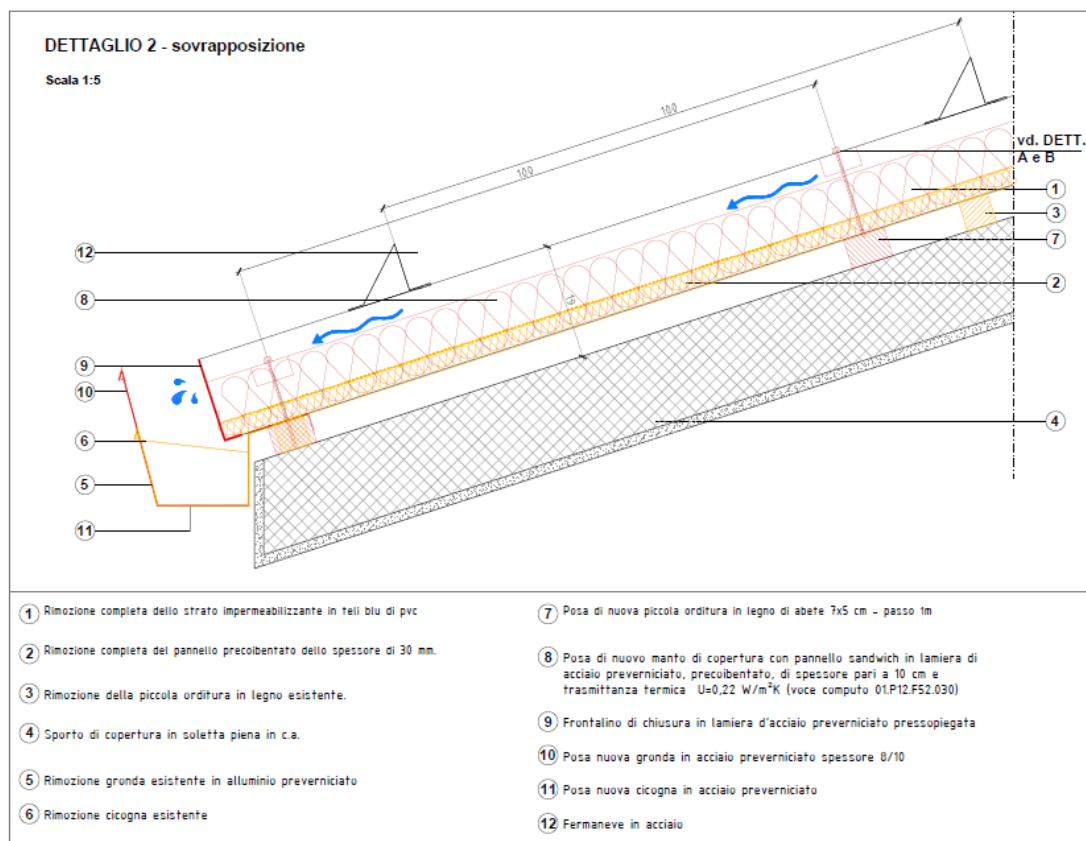 DETTAGLIO 2 - sovrapposizione
Scala 1:5
100
100
19
vd. DETT.
A e B
1
3
7
2
4
12
8
9
10
6
5
11
1 Rimozione completa dello strato impermeabilizzante in teli blu di pvc
2 Rimozione completa del pannello precoibentato dello spessore di 30 mm.
3 Rimozione della piccola orditura in legno esistente.
4 Sporto di copertura in soletta piena in c.a.
5 Rimozione gronda esistente in alluminio preverniciato
6 Rimozione cicogna esistente
7 Posa di nuova piccola orditura in legno di abete 7x5 cm - passo 1m
8 Posa di nuovo manto di copertura con pannello sandwich in lamiera di
acciaio preverniciato, precoibentato, di spessore pari a 10 cm e
trasmittanza termica U=0,22 W/m²K (voce computo 01.P12.F52.030)
9 Frontalino di chiusura in lamiera d'acciaio preverniciato pressopiegata
10 Posa nuova gronda in acciaio preverniciato spessore 8/10
11 Posa nuova cicogna in acciaio preverniciato
12 Fermaneve in acciaio